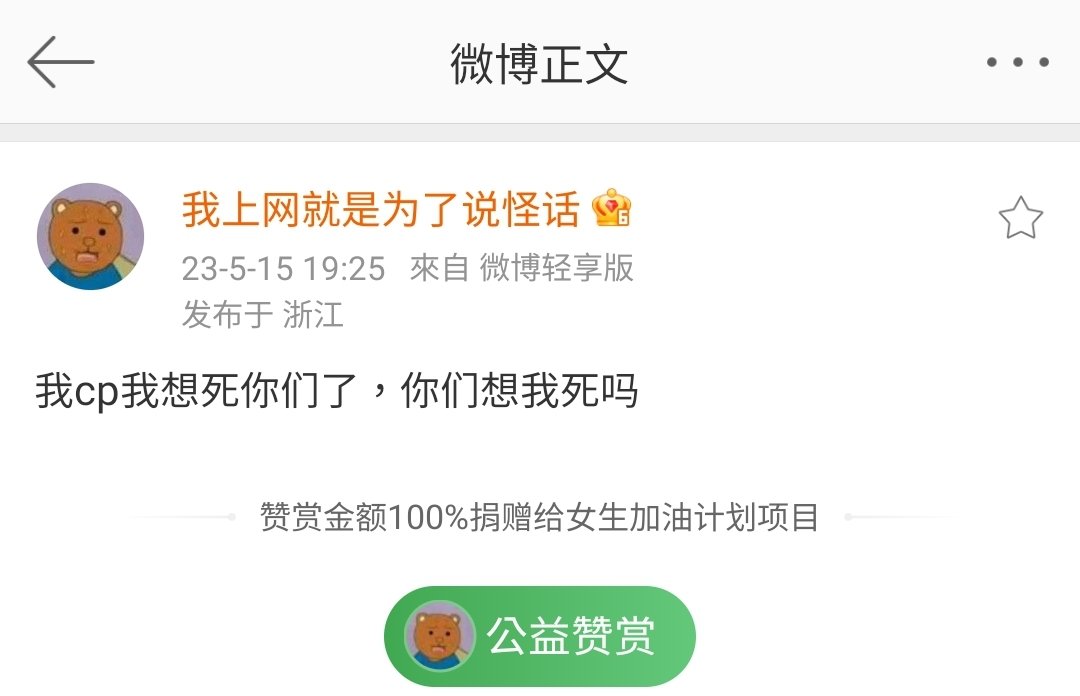 微博正文
我上网就是为了说怪话
6
23-5-15 19:25 來自 微博轻享版
发布于 浙江
我cp我想死你们了，你们想我死吗
赞赏金额100%捐赠给女生加油计划项目
公益赞赏